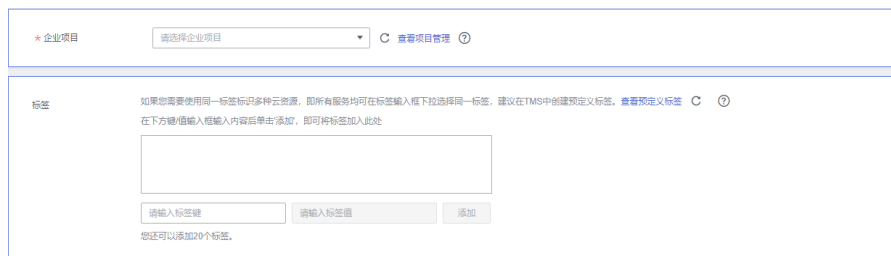 * 企业项目 请选择企业项目 查看项目管理 ?
标签 如果您需要使用同一标签标识多种云资源，即所有服务均可在标签输入框下拉选择同一标签，建议在TMS中创建预定义标签。查看预定义标签 ?
在下方键/值输入框输入内容后单击'添加'，即可将标签加入此处
请输入标签键 请输入标签值 添加
您还可以添加20个标签。